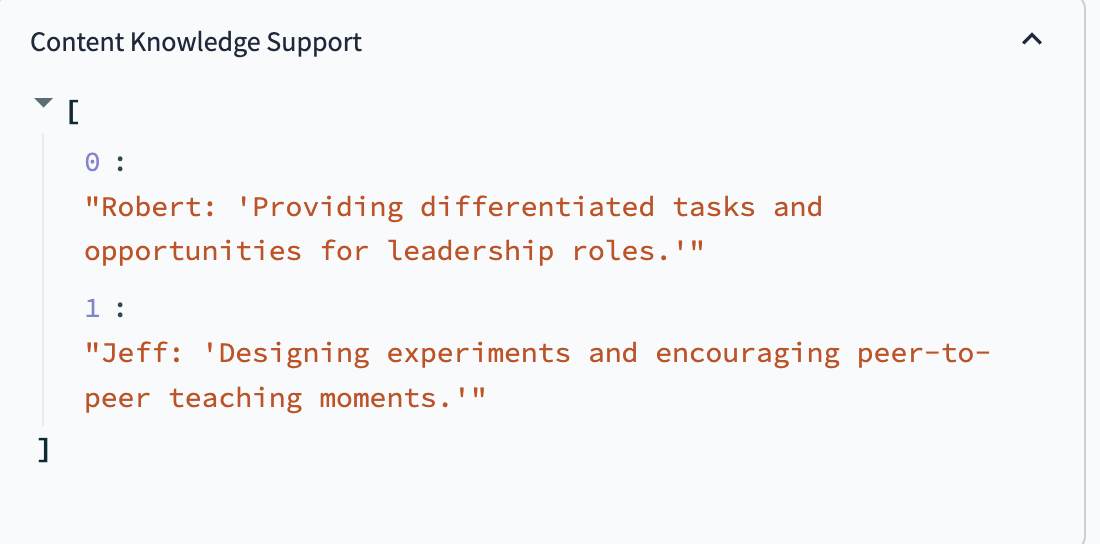 Content Knowledge Support
[
0 :
"Robert: 'Providing differentiated tasks and
opportunities for leadership roles.'"
1 :
"Jeff: 'Designing experiments and encouraging peer-to-
peer teaching moments.'"
]